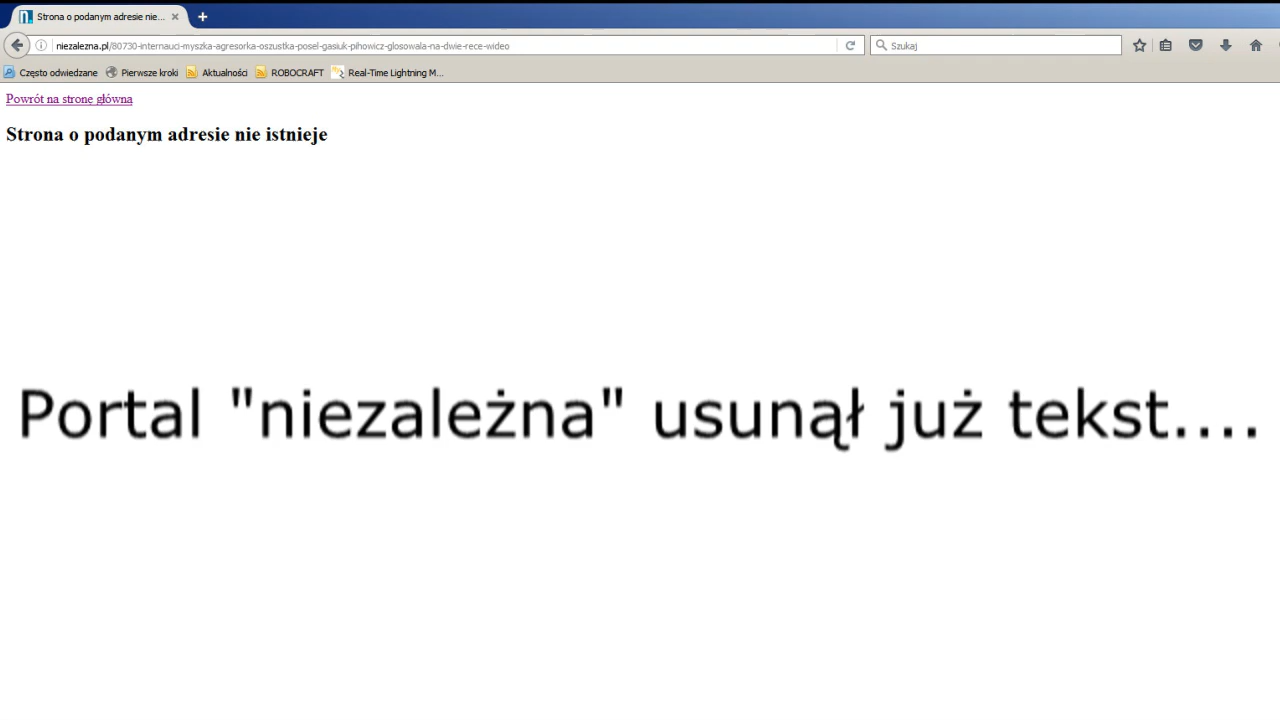 Strona o podanym adresie nie...
niezalezna.pl/80730-internauci-myszka-agresorka-oszustka-posel-gasiuk-pihowicz-glosowala-na-dwie-rece-wideo
Szukaj
Często odwiedzane Pierwsze kroki Aktualności ROBOCRAFT Real-Time Lightning M...
Powrót na strone główna
Strona o podanym adresie nie istnieje
Portal "niezależna" usunął już tekst....